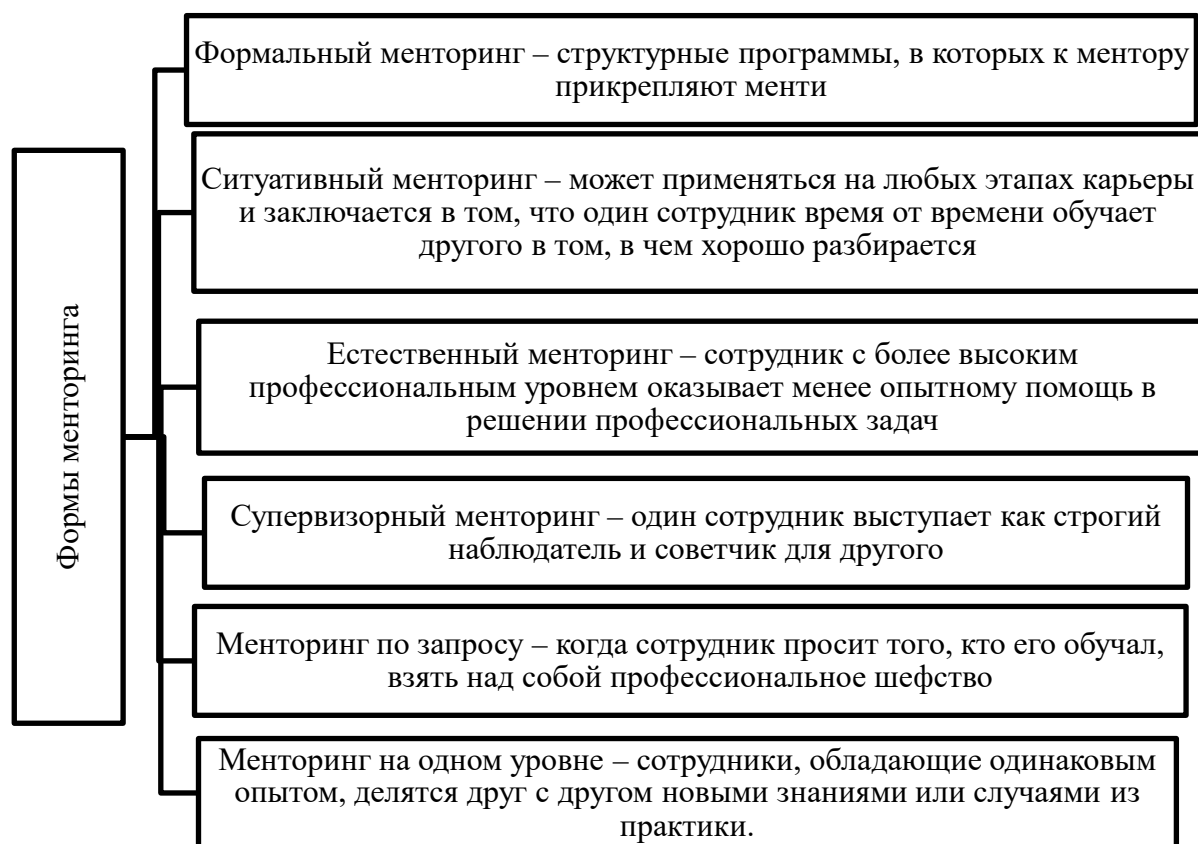 Формы менторинга
Формальный менторинг – структурные программы, в которых к ментору
прикрепляют менти
Ситуативный менторинг – может применяться на любых этапах карьеры
и заключается в том, что один сотрудник время от времени обучает
другого в том, в чем хорошо разбирается
Естественный менторинг – сотрудник с более высоким
профессиональным уровнем оказывает менее опытному помощь в
решении профессиональных задач
Супервизорный менторинг – один сотрудник выступает как строгий
наблюдатель и советчик для другого
Менторинг по запросу – когда сотрудник просит того, кто его обучал,
взять над собой профессиональное шефство
Менторинг на одном уровне – сотрудники, обладающие одинаковым
опытом, делятся друг с другом новыми знаниями или случаями из
практики.